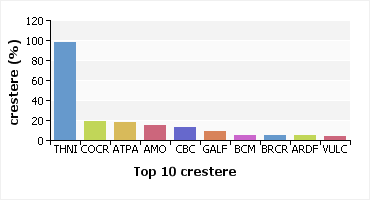 crestere (%)
120
100
80
60
40
20
0
THNI COCR ATPA AMO CBC GALF BCM BRCR ARDF VULC
Top 10 crestere